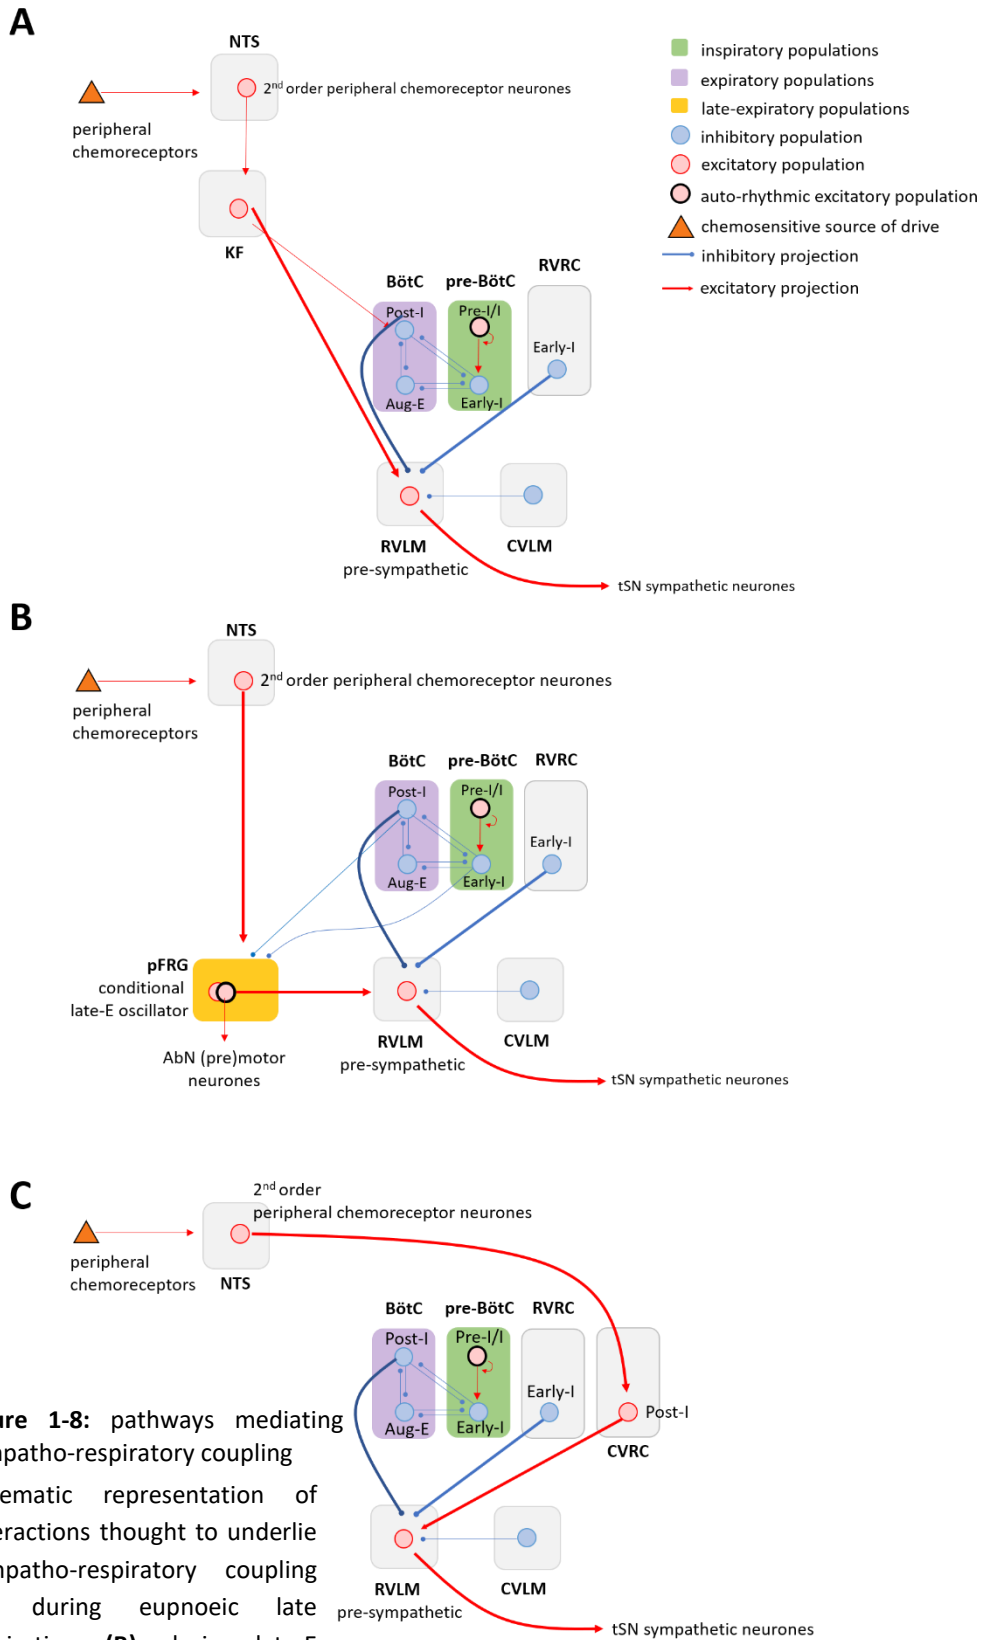 A
NTS
2nd order peripheral chemoreceptor neurones
peripheral
chemoreceptors
KF
BötC pre-BötC RVRC
Post-I Pre-I/I
Early-I
Aug-E Early-I
RVLM CVLM
pre-sympathetic
tSN sympathetic neurones
inspiratory populations
expiratory populations
late-expiratory populations
inhibitory population
excitatory population
auto-rhythmic excitatory population
chemosensitive source of drive
inhibitory projection
excitatory projection
B
NTS
2nd order peripheral chemoreceptor neurones
peripheral
chemoreceptors
BötC pre-BötC RVRC
Post-I Pre-I/I
Early-I
Aug-E Early-I
pFRG
conditional
late-E oscillator
AbN (pre)motor
neurones
RVLM CVLM
pre-sympathetic
tSN sympathetic neurones
C
2nd order
peripheral chemoreceptor neurones
peripheral
chemoreceptors
NTS
BötC pre-BötC RVRC
Post-I Pre-I/I
Early-I Post-I
Aug-E Early-I
CVRC
RVLM CVLM
pre-sympathetic
tSN sympathetic neurones
ure 1-8: pathways mediating
patho-respiratory coupling
ematic representation of
eractions thought to underlie
patho-respiratory coupling
during eupnoeic late